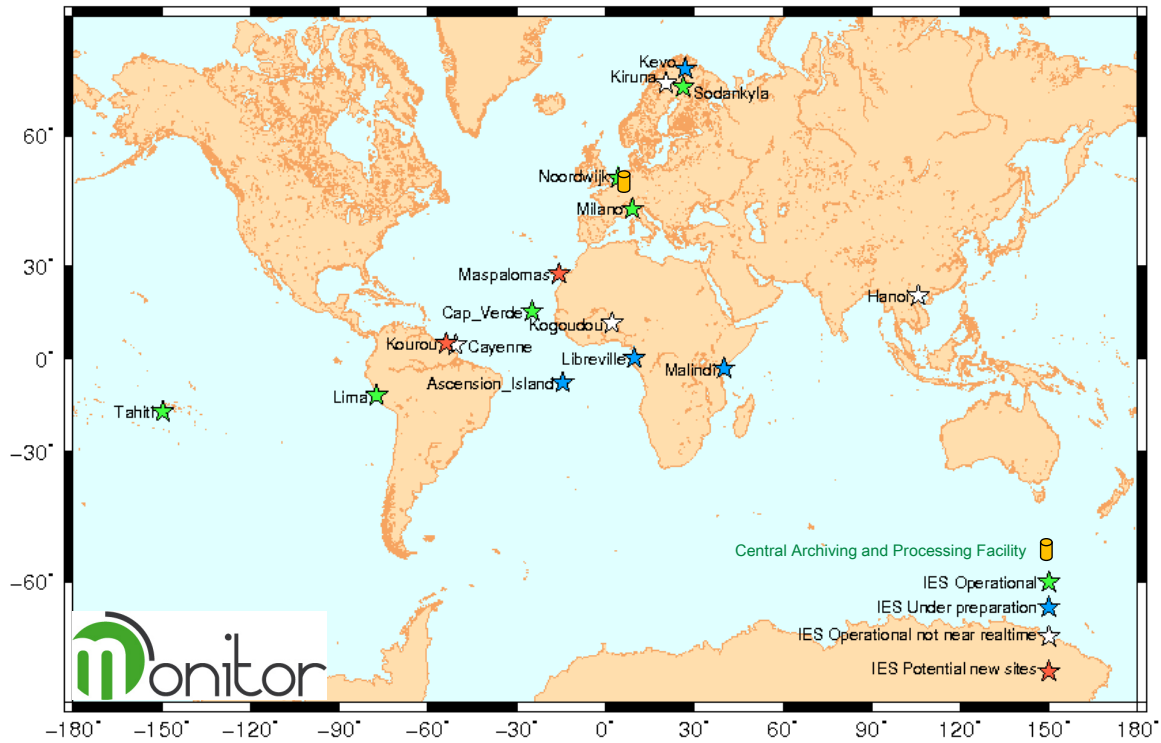 Kevo
Kiruna
Sodankyla
60°
Noordwijk
Milano
30°
Maspalomas
Hanoi
Cap_Verde
Kogoudou
Kourou
Cayenne
0°
Libreville
Malindi
Ascension_Island
Lima
Tahiti
−30°
Central Archiving and Processing Facility
−60°
IES Operational
IES Under preparation
IES Operational not near realtime
IES Potential new sites
monitor
−180° −150° −120° −90° −60° −30° 0° 30° 60° 90° 120° 150° 180°